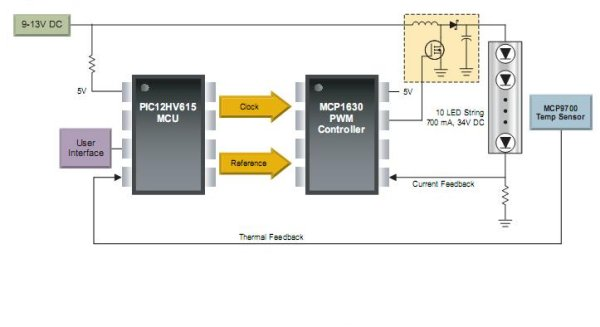 9-13V DC
5V
PIC12HV615
MCU
Clock
MCP1630
PWM
Controller
5V
10 LED String
700 mA, 34V DC
MCP9700
Temp Sensor
User
Interface
Reference
Current Feedback
Thermal Feedback